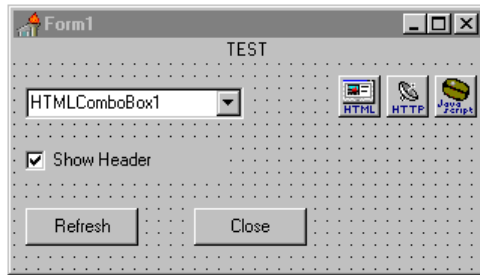 Form1
TEST
HTMLComboBox1
HTML
HTTP
Java
Script
Show Header
Refresh
Close